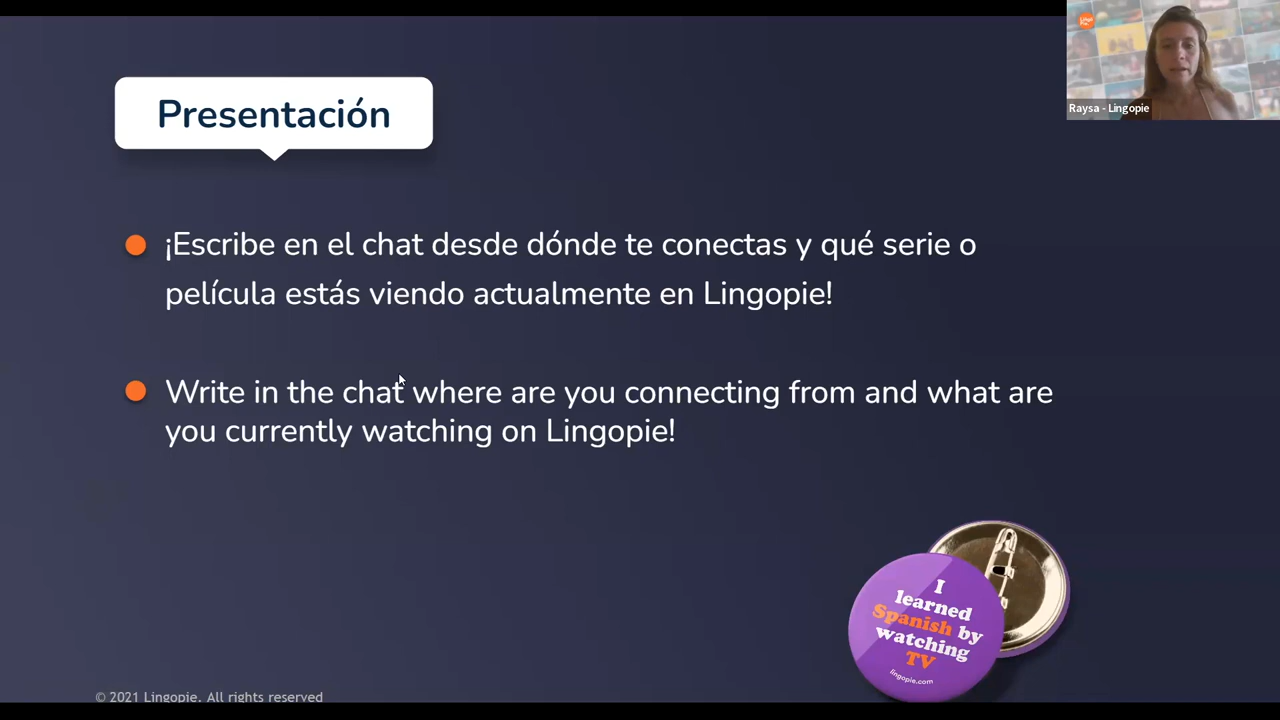 Presentación
Raysa - Lingopie
¡Escribe en el chat desde dónde te conectas y qué serie o
película estás viendo actualmente en Lingopie!
Write in the chat where are you connecting from and what are
you currently watching on Lingopie!
I
learned
Spanish by
watching
TV
lingopie.com
© 2021 Lingopie. All rights reserved